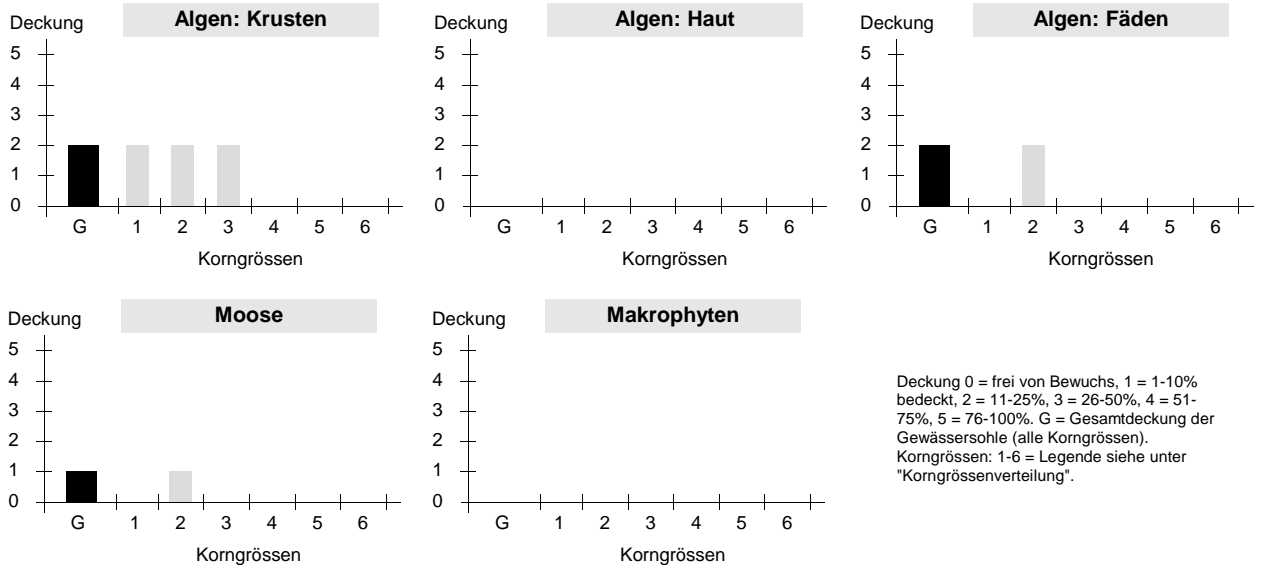 Deckung
Algen: Krusten
5
4
3
2
1
0
G 1 2 3 4 5 6
Korngrössen
Algen: Haut
Deckung
5
4
3
2
1
0
G 1 2 3 4 5 6
Korngrössen
Algen: Fäden
Deckung
5
4
3
2
1
0
G 1 2 3 4 5 6
Korngrössen
Moose
Deckung
5
4
3
2
1
0
G 1 2 3 4 5 6
Korngrössen
Makrophyten
Deckung
5
4
3
2
1
0
G 1 2 3 4 5 6
Korngrössen
Deckung 0 = frei von Bewuchs, 1 = 1-10%
bedeckt, 2 = 11-25%, 3 = 26-50%, 4 = 51-
75%, 5 = 76-100%. G = Gesamtdeckung der
Gewässersohle (alle Korngrössen).
Korngrössen: 1-6 = Legende siehe unter
"Korngrössenverteilung".